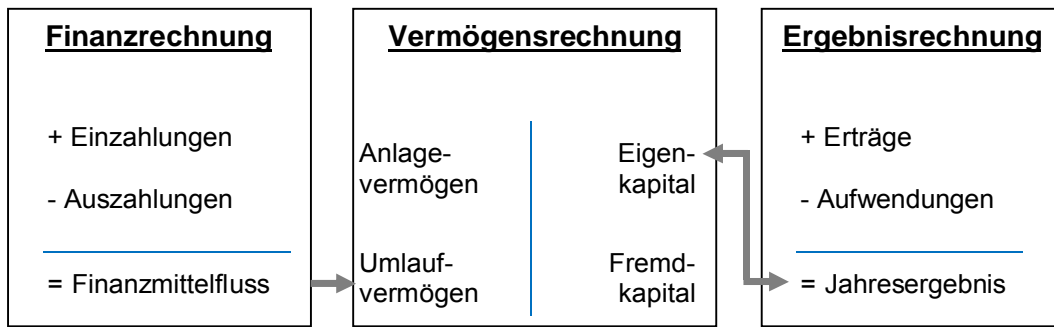 Finanzrechnung
+ Einzahlungen
- Auszahlungen
= Finanzmittelfluss
Vermögensrechnung
Anlage-
vermögen
Umlauf-
vermögen
Eigen-
kapital
Fremd-
kapital
Ergebnisrechnung
+ Erträge
- Aufwendungen
= Jahresergebnis